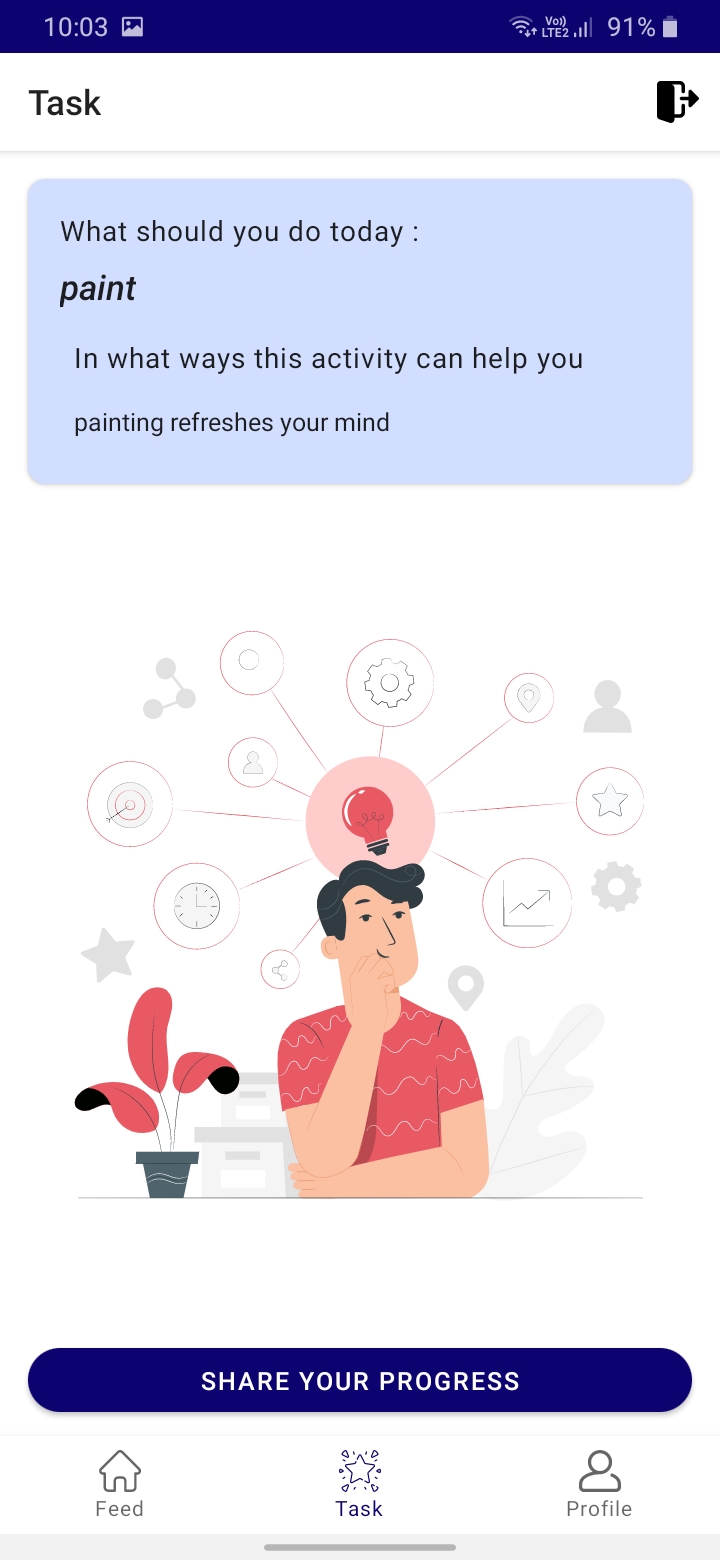 10:03
Vo))
LTE2
91%
Task
What should you do today :
paint
In what ways this activity can help you
painting refreshes your mind
SHARE YOUR PROGRESS
Feed
Task
Profile